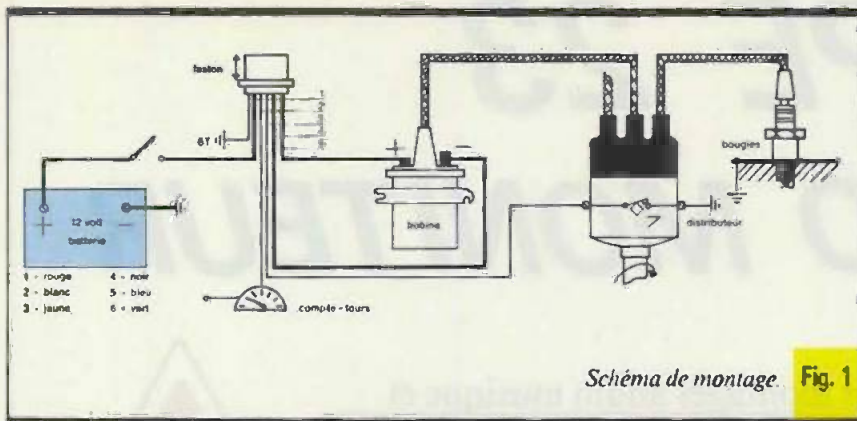 faston
6T
+
−
bougies
12 volt
batterie
+
−
bobine
distributeur
1 - rouge
2 - blanc
3 - jaune
4 - noir
5 - bleu
6 - vert
compte-tours
Schéma de montage.
Fig. 1